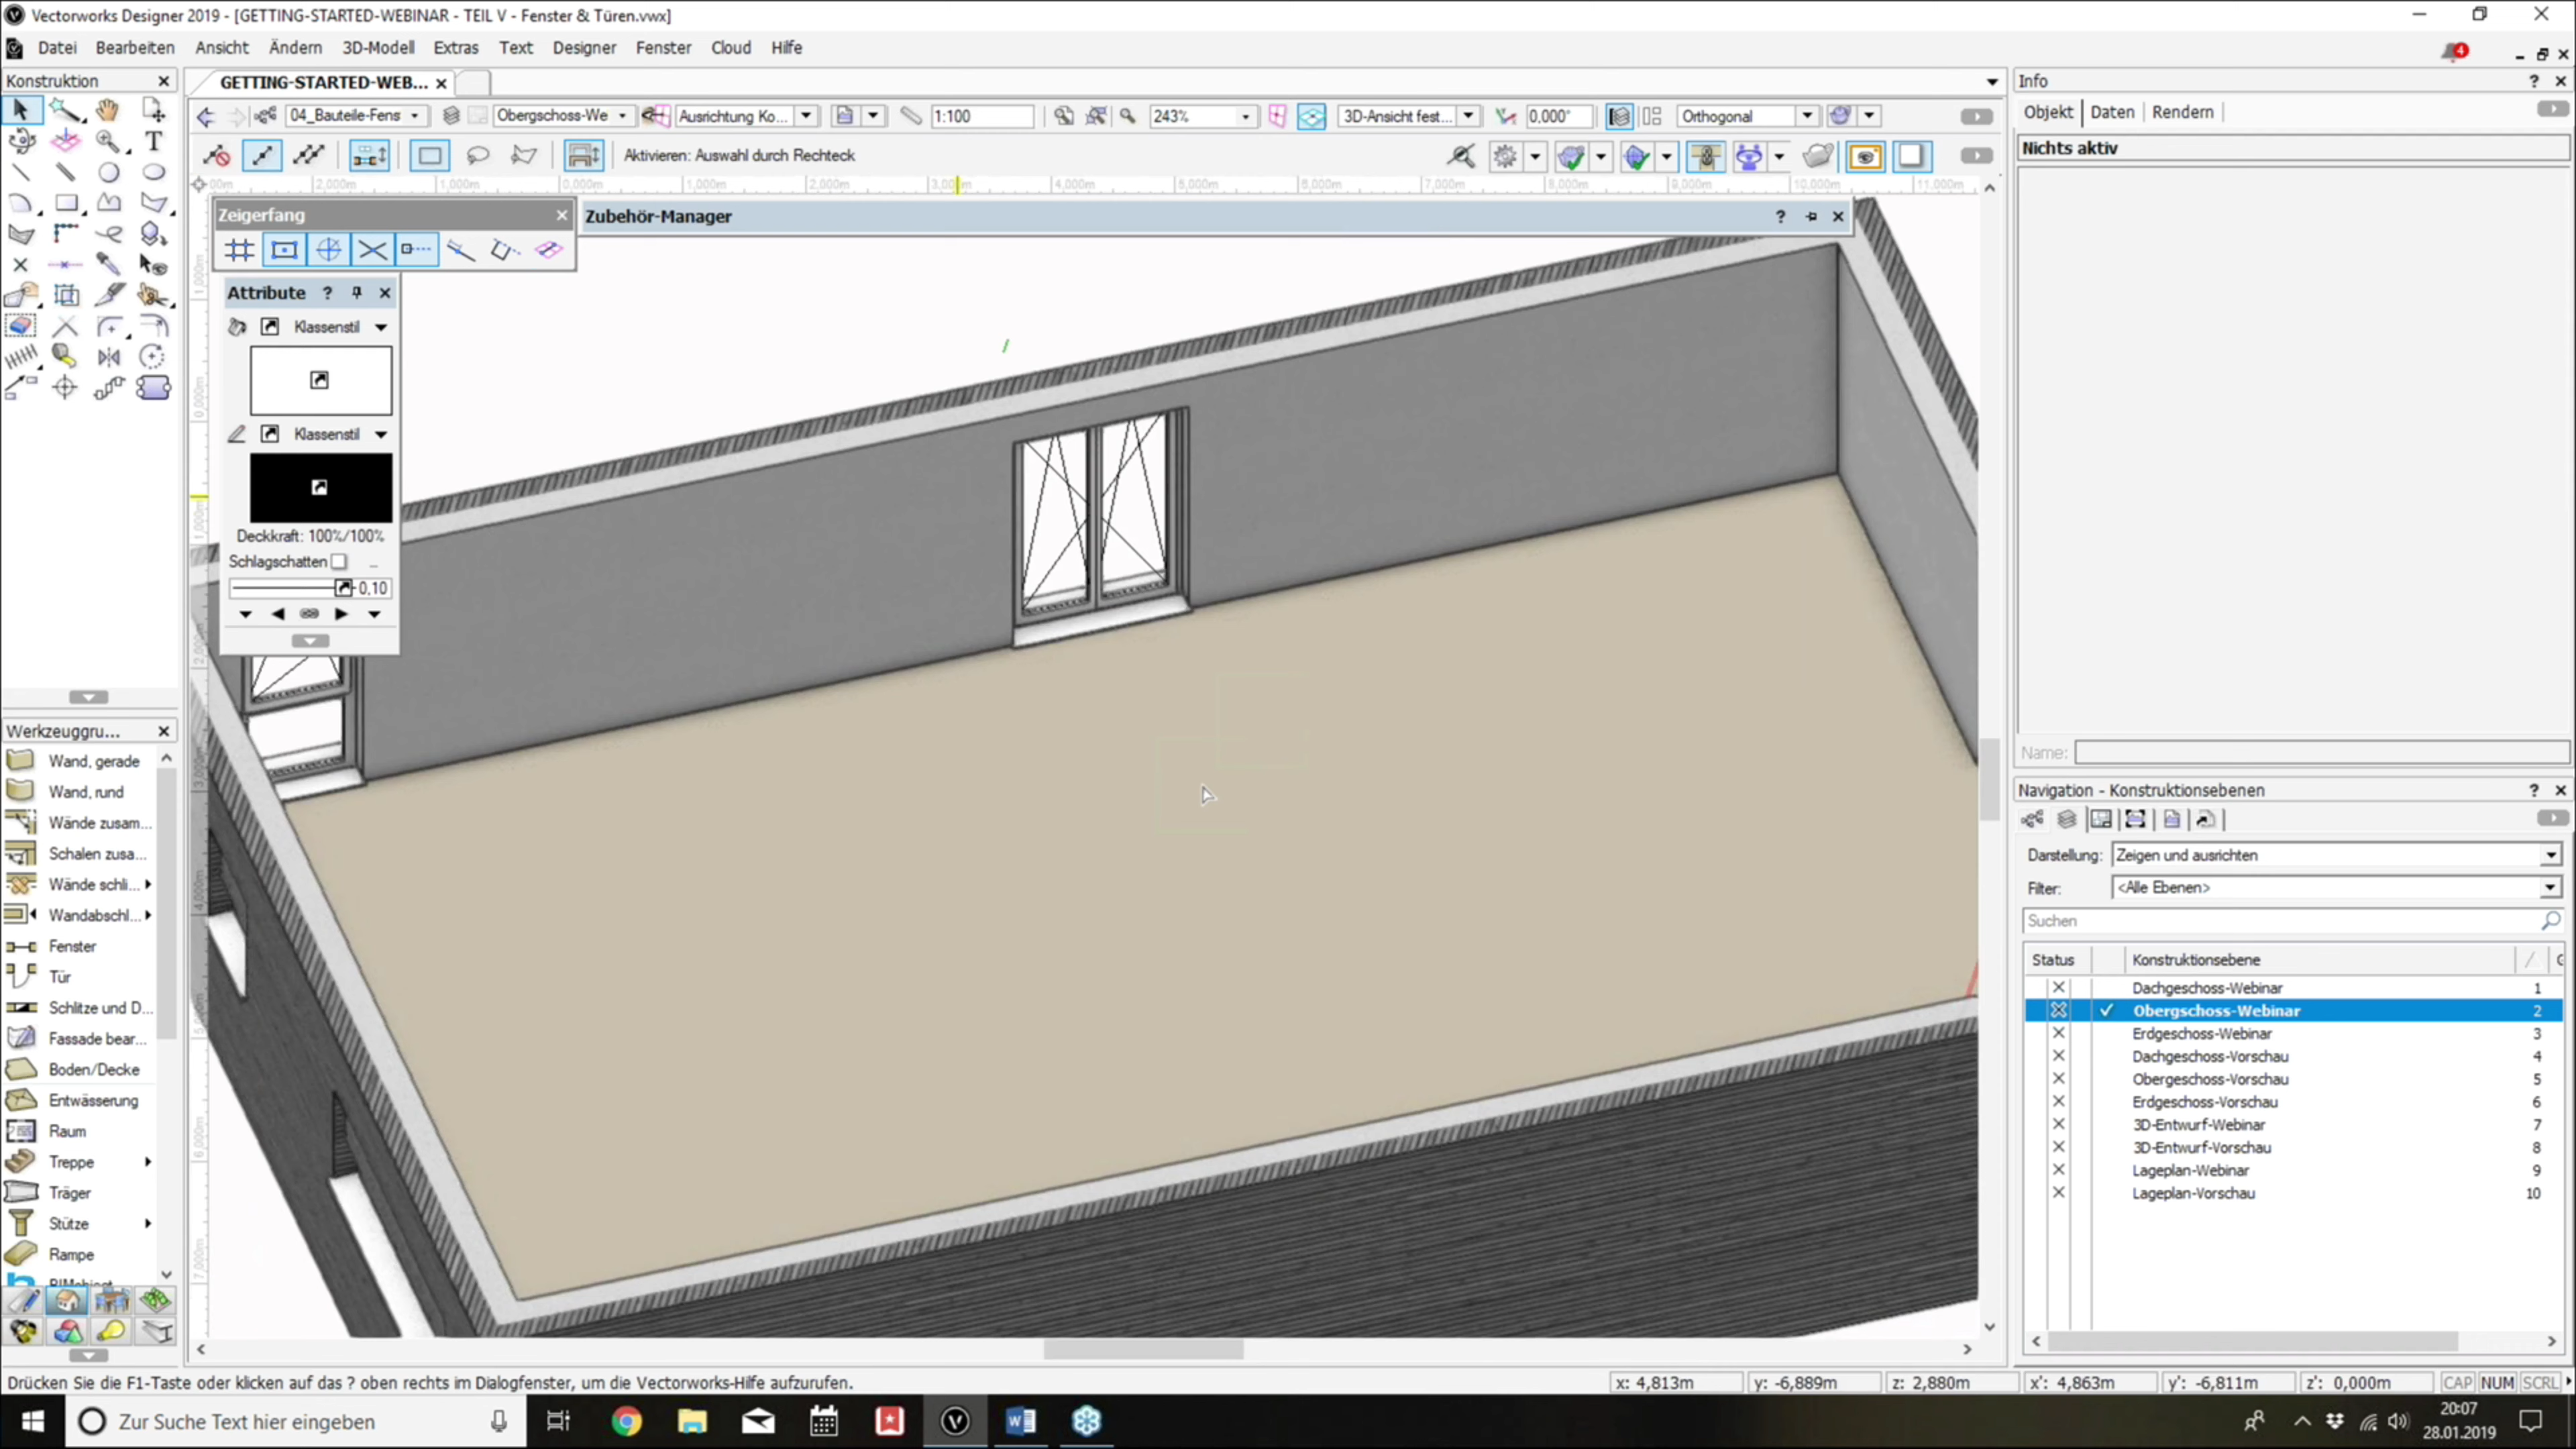 Vectorworks Designer 2019 - [GETTING-STARTED-WEBINAR - TEIL V - Fenster & Türen.vwx]
Datei Bearbeiten Ansicht Ändern 3D-Modell Extras Text Designer Fenster Cloud Hilfe
4
Konstruktion
GETTING-STARTED-WEB...
04_Bauteile-Fens
Obergschoss-We
Ausrichtung Ko...
1:100
243%
3D-Ansicht fest...
0,000°
Orthogonal
Aktivieren: Auswahl durch Rechteck
Zeigerfang
Zubehör-Manager
?
Attribute ?
Klassenstil
Klassenstil
Deckkraft: 100%/100%
Schlagschatten
...
0,10
Werkzeuggru...
Wand, gerade
Wand, rund
Wände zusam...
Schalen zusa...
Wände schli...
Wandabschl...
Fenster
Tür
Schlitze und D...
Fassade bear...
Boden/Decke
Entwässerung
Raum
Treppe
Träger
Stütze
Rampe
Info ?
Objekt Daten Rendern
Nichts aktiv
Name:
Navigation - Konstruktionsebenen ?
Darstellung: Zeigen und ausrichten
Filter: <Alle Ebenen>
Suchen
Status Konstruktionsebene
Dachgeschoss-Webinar 1
Obergschoss-Webinar 2
Erdgeschoss-Webinar 3
Dachgeschoss-Vorschau 4
Obergeschoss-Vorschau 5
Erdgeschoss-Vorschau 6
3D-Entwurf-Webinar 7
3D-Entwurf-Vorschau 8
Lageplan-Webinar 9
Lageplan-Vorschau 10
Drücken Sie die F1-Taste oder klicken auf das ? oben rechts im Dialogfenster, um die Vectorworks-Hilfe aufzurufen.
x: 4,813m y: -6,889m z: 2,880m x': 4,863m y': -6,811m z': 0,000m CAP NUM SCRL
Zur Suche Text hier eingeben
20:07
28.01.2019